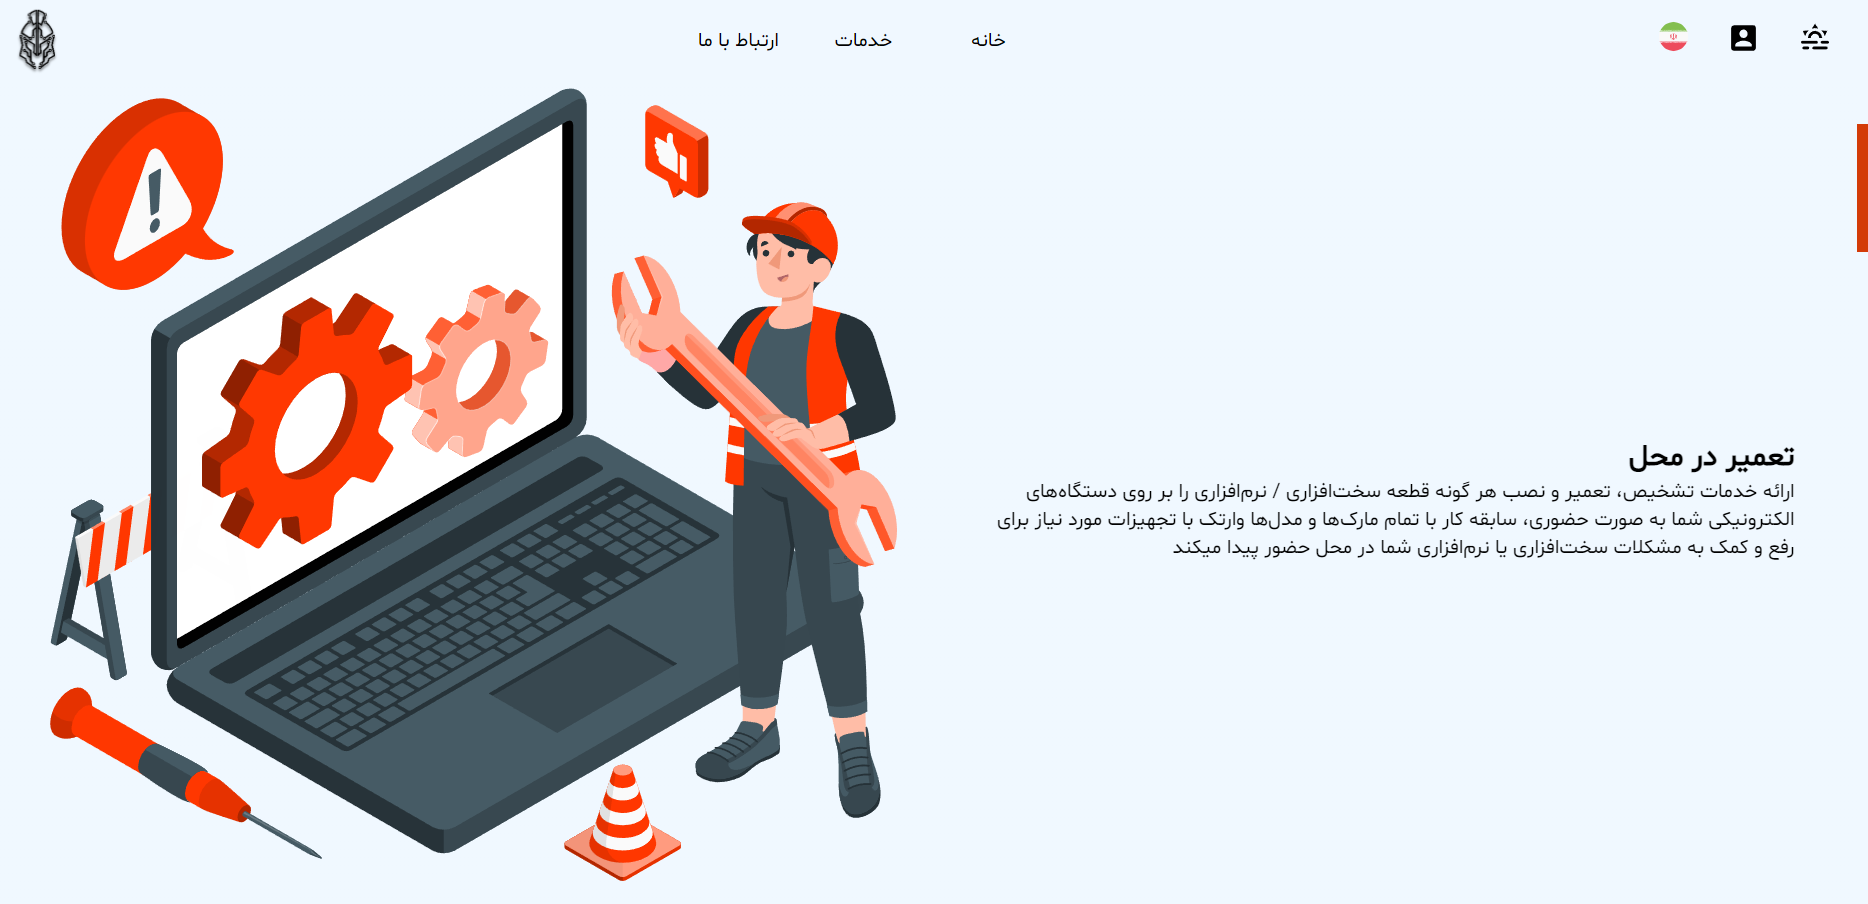 خانه
خدمات
ارتباط با ما
تعمیر در محل
ارائه خدمات تشخیص، تعمیر و نصب هر گونه قطعه سخت‌افزاری / نرم‌افزاری را بر روی دستگاه‌های
الکترونیکی شما به صورت حضوری، سابقه کار با تمام مارک‌ها و مدل‌ها وارتک با تجهیزات مورد نیاز برای
رفع و کمک به مشکلات سخت‌افزاری یا نرم‌افزاری شما در محل حضور پیدا میکند